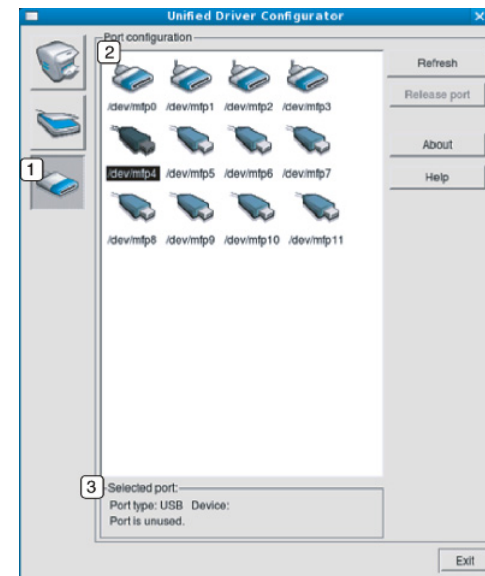 Unified Driver Configurator
Port configuration
2
Refresh
/dev/mfp0 /dev/mfp1 /dev/mfp2 /dev/mfp3
Release port
About
1
/dev/mfp4 /dev/mfp5 /dev/mfp6 /dev/mfp7
Help
/dev/mfp8 /dev/mfp9 /dev/mfp10 /dev/mfp11
3
Selected port:
Port type: USB Device:
Port is unused.
Exit